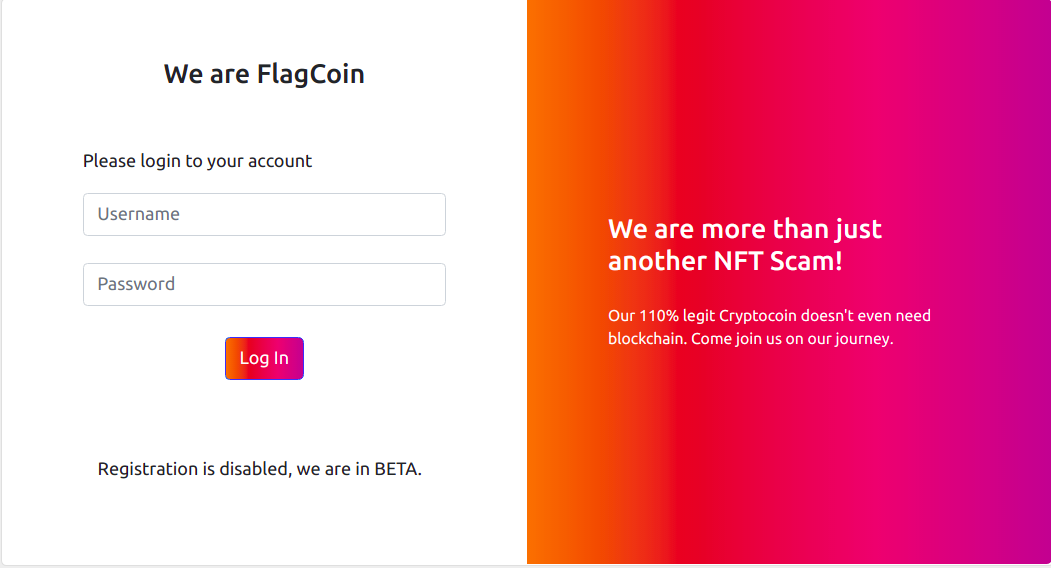 We are FlagCoin
Please login to your account
Username
Password
Log In
Registration is disabled, we are in BETA.
We are more than just
another NFT Scam!
Our 110% legit Cryptocoin doesn't even need
blockchain. Come join us on our journey.